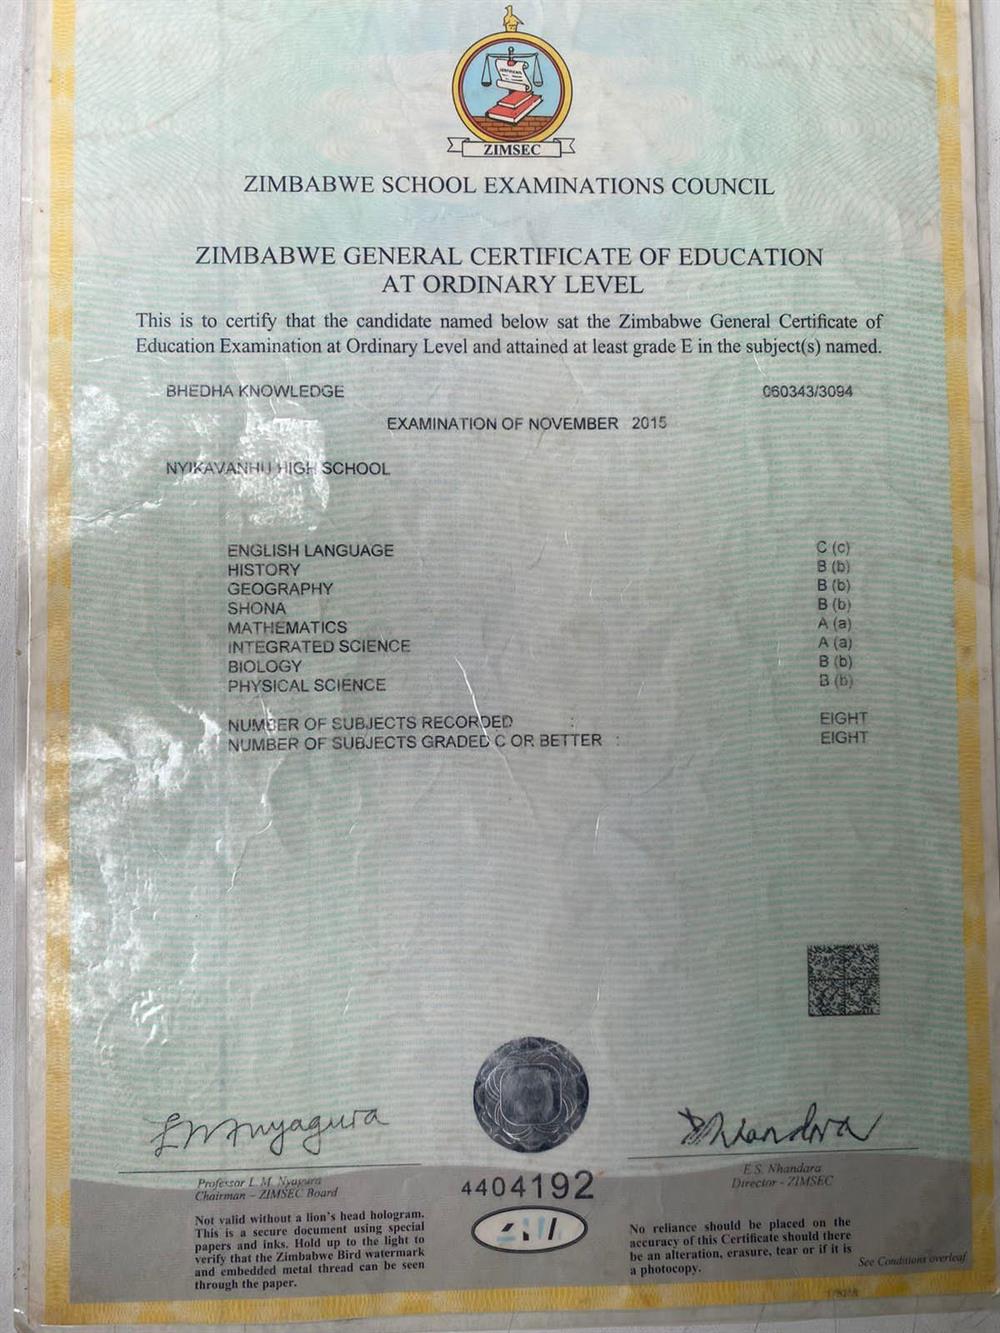 ZIMSEC
ZIMBABWE SCHOOL EXAMINATIONS COUNCIL
ZIMBABWE GENERAL CERTIFICATE OF EDUCATION
AT ORDINARY LEVEL
This is to certify that the candidate named below sat the Zimbabwe General Certificate of
Education Examination at Ordinary Level and attained at least grade E in the subject(s) named.
BHEDHA KNOWLEDGE 060343/3094
EXAMINATION OF NOVEMBER 2015
NYIKAVANHU HIGH SCHOOL
ENGLISH LANGUAGE C (c)
HISTORY B (b)
GEOGRAPHY B (b)
SHONA B (b)
MATHEMATICS A (a)
INTEGRATED SCIENCE A (a)
BIOLOGY B (b)
PHYSICAL SCIENCE B (b)
NUMBER OF SUBJECTS RECORDED : EIGHT
NUMBER OF SUBJECTS GRADED C OR BETTER : EIGHT
Professor L. M. Nyagura
Chairman – ZIMSEC Board
E.S. Nhandara
Director - ZIMSEC
4404192
Not valid without a lion's head hologram.
This is a secure document using special
papers and inks. Hold up to the light to
verify that the Zimbabwe Bird watermark
and embedded metal thread can be seen
through the paper.
No reliance should be placed on the
accuracy of this Certificate should there
be an alteration, erasure, tear or if it is
a photocopy.
See Conditions overleaf